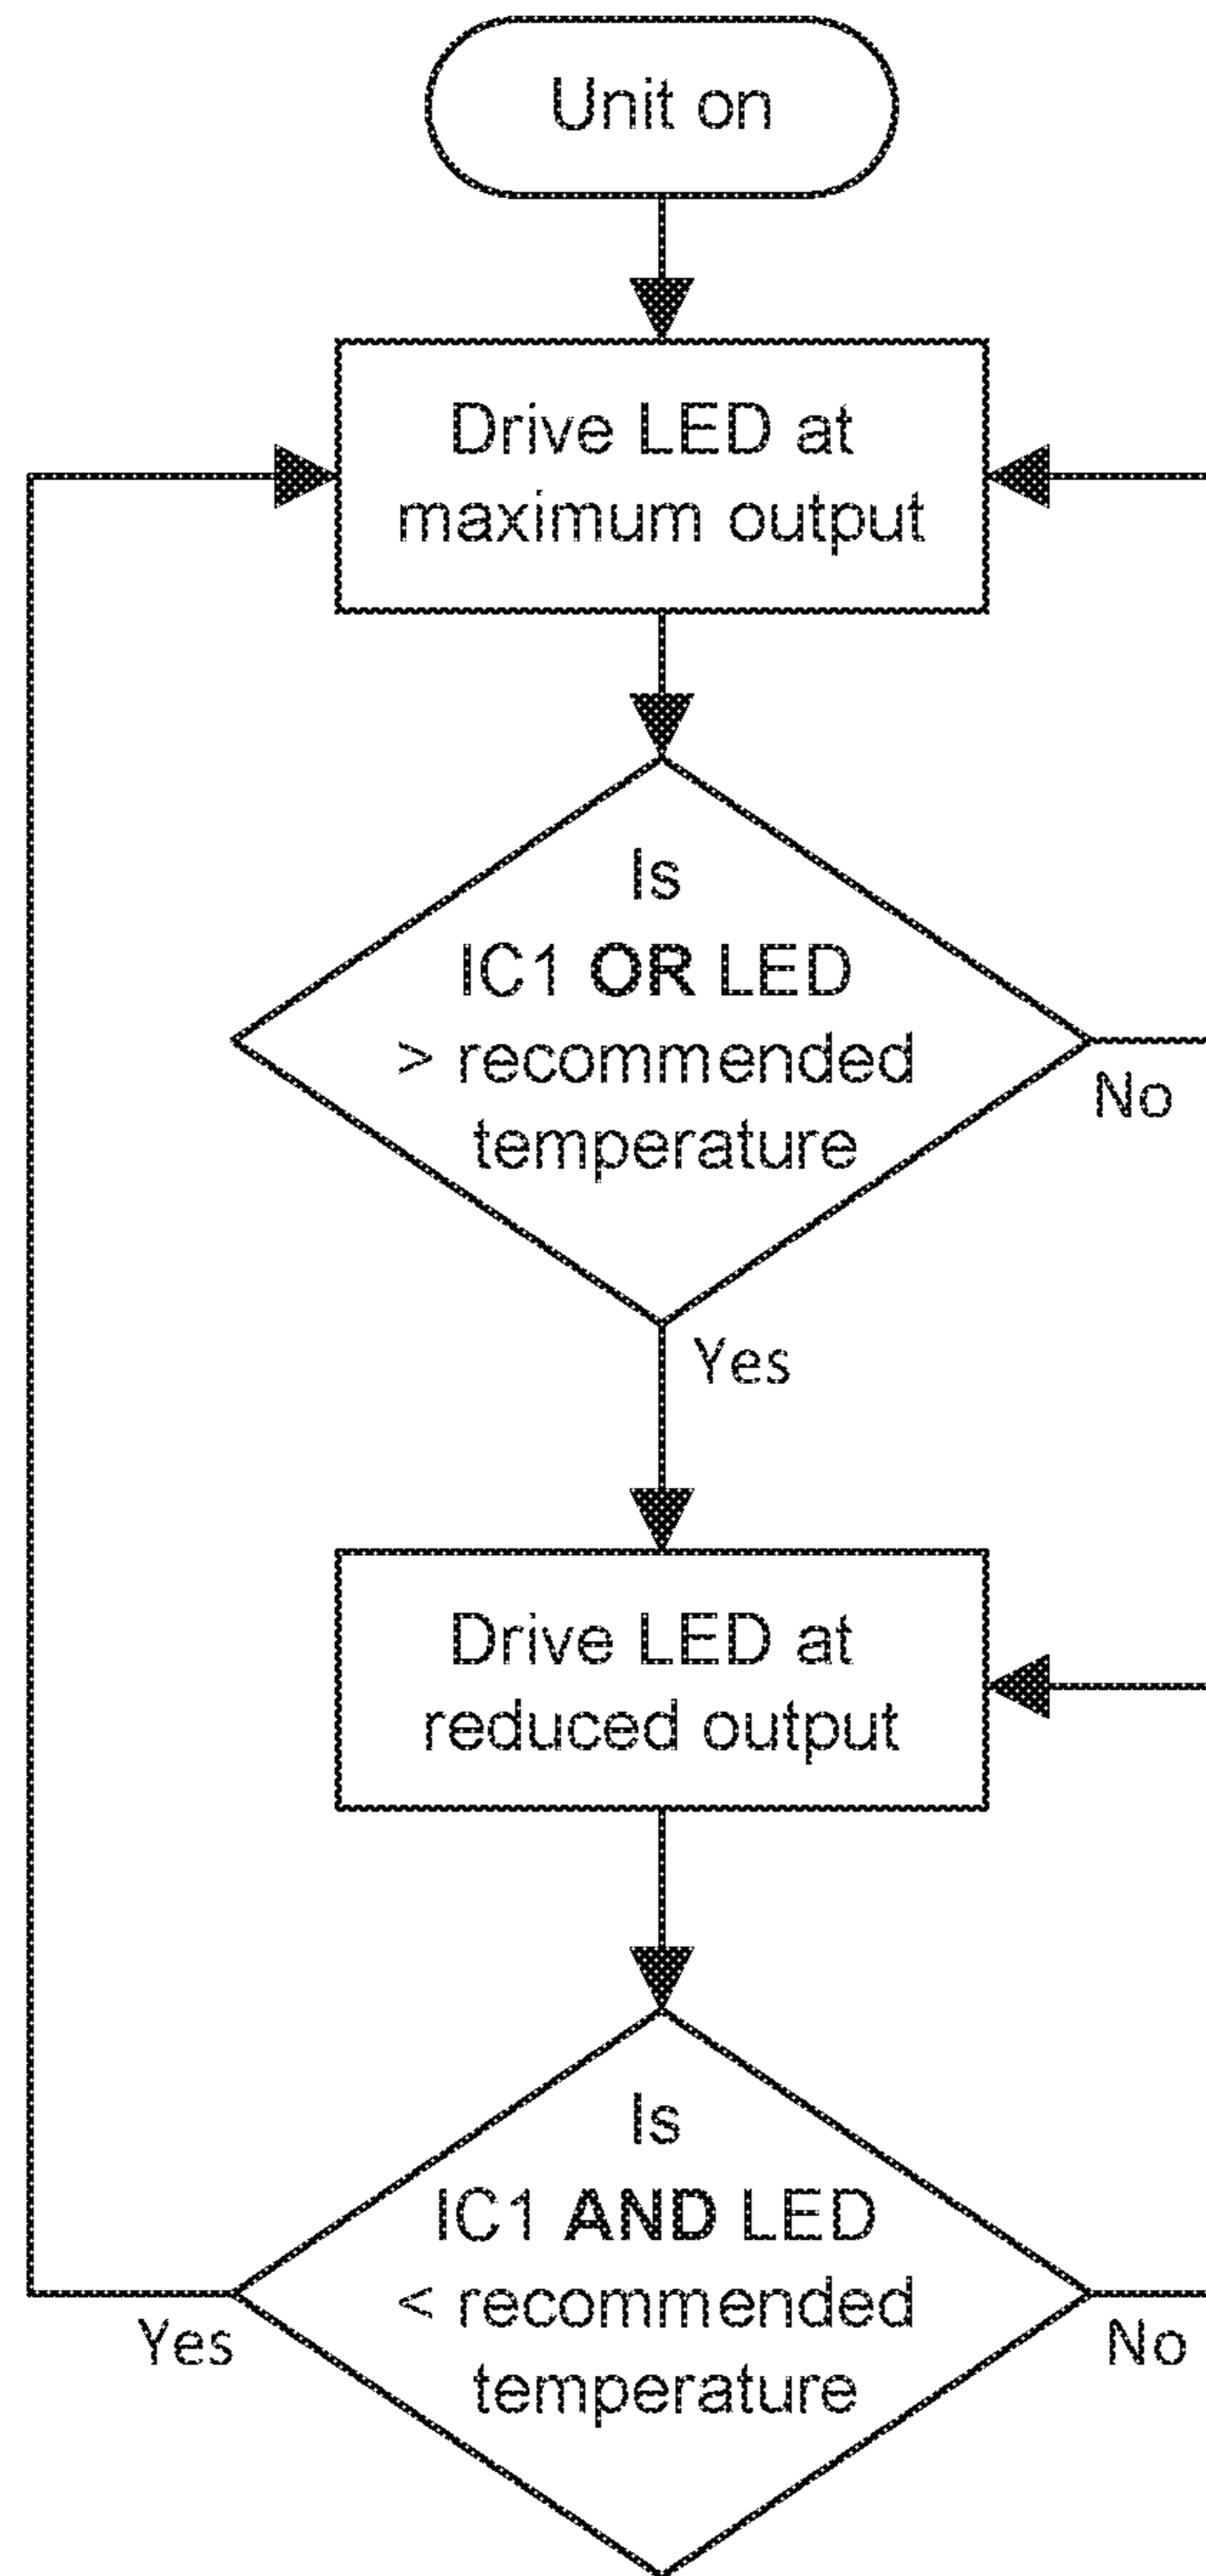 Unit on
Drive LED at
maximum output
Is
IC1 OR LED
> recommended
temperature
No
Yes
Drive LED at
reduced output
Is
IC1 AND LED
< recommended
temperature
Yes
No